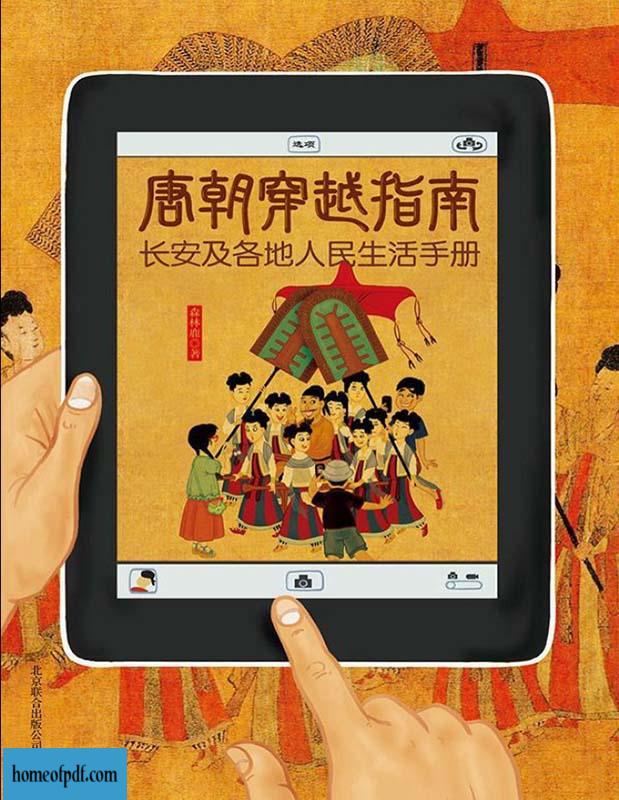 选项
唐朝穿越指南
长安及各地人民生活手册
森林鹿◎著
北京联合出版公司
homeofpdf.com